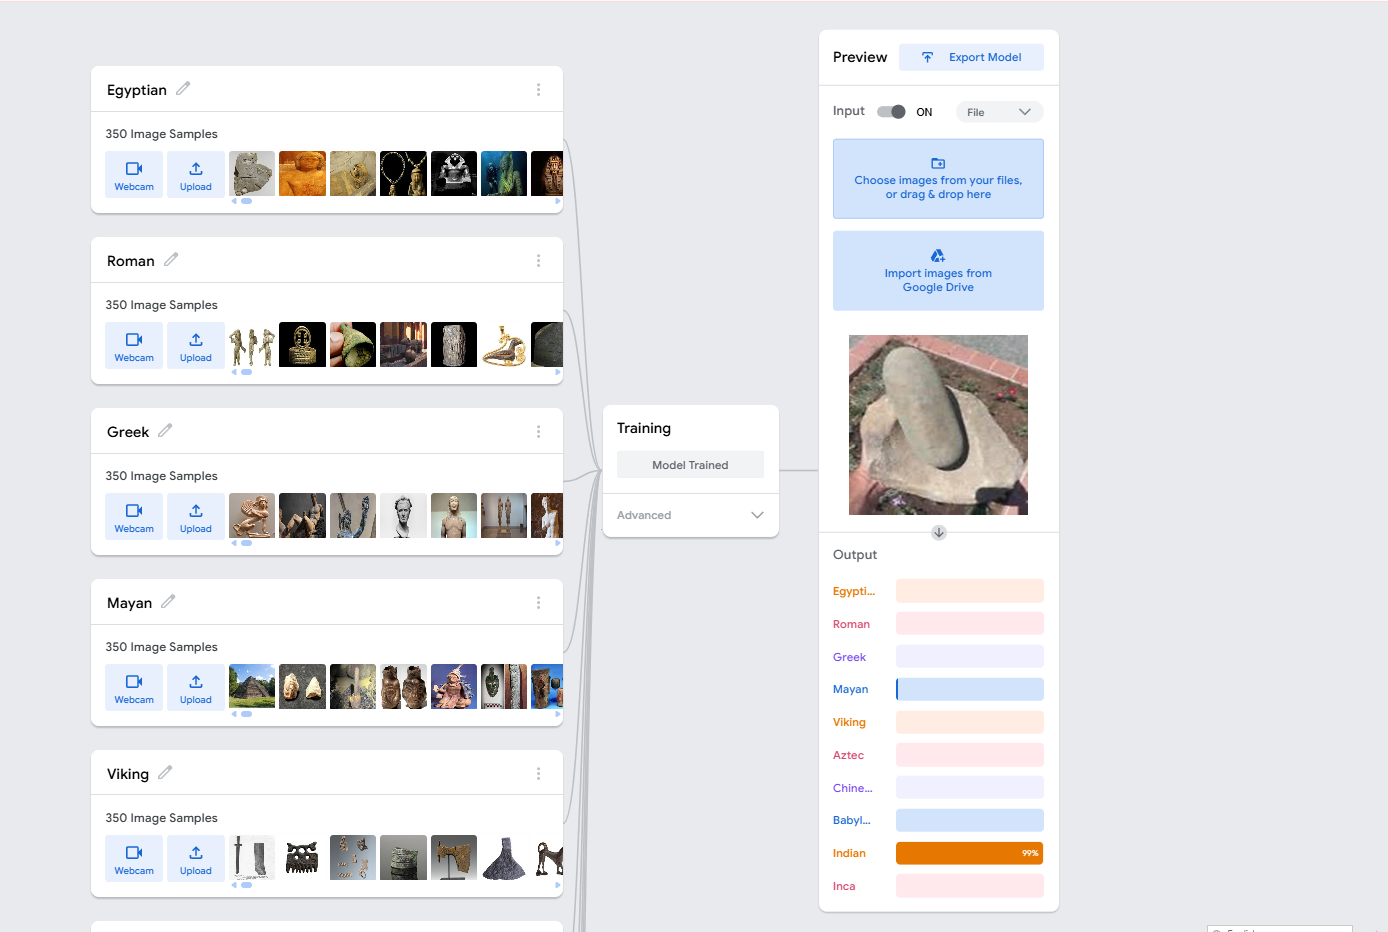 Egyptian
350 Image Samples
Webcam
Upload
Roman
350 Image Samples
Webcam
Upload
Greek
350 Image Samples
Webcam
Upload
Mayan
350 Image Samples
Webcam
Upload
Viking
350 Image Samples
Webcam
Upload
Training
Model Trained
Advanced
Preview
Export Model
Input
ON
File
Choose images from your files,
or drag & drop here
Import images from
Google Drive
Output
Egypti...
Roman
Greek
Mayan
Viking
Aztec
Chine...
Babyl...
Indian
99%
Inca